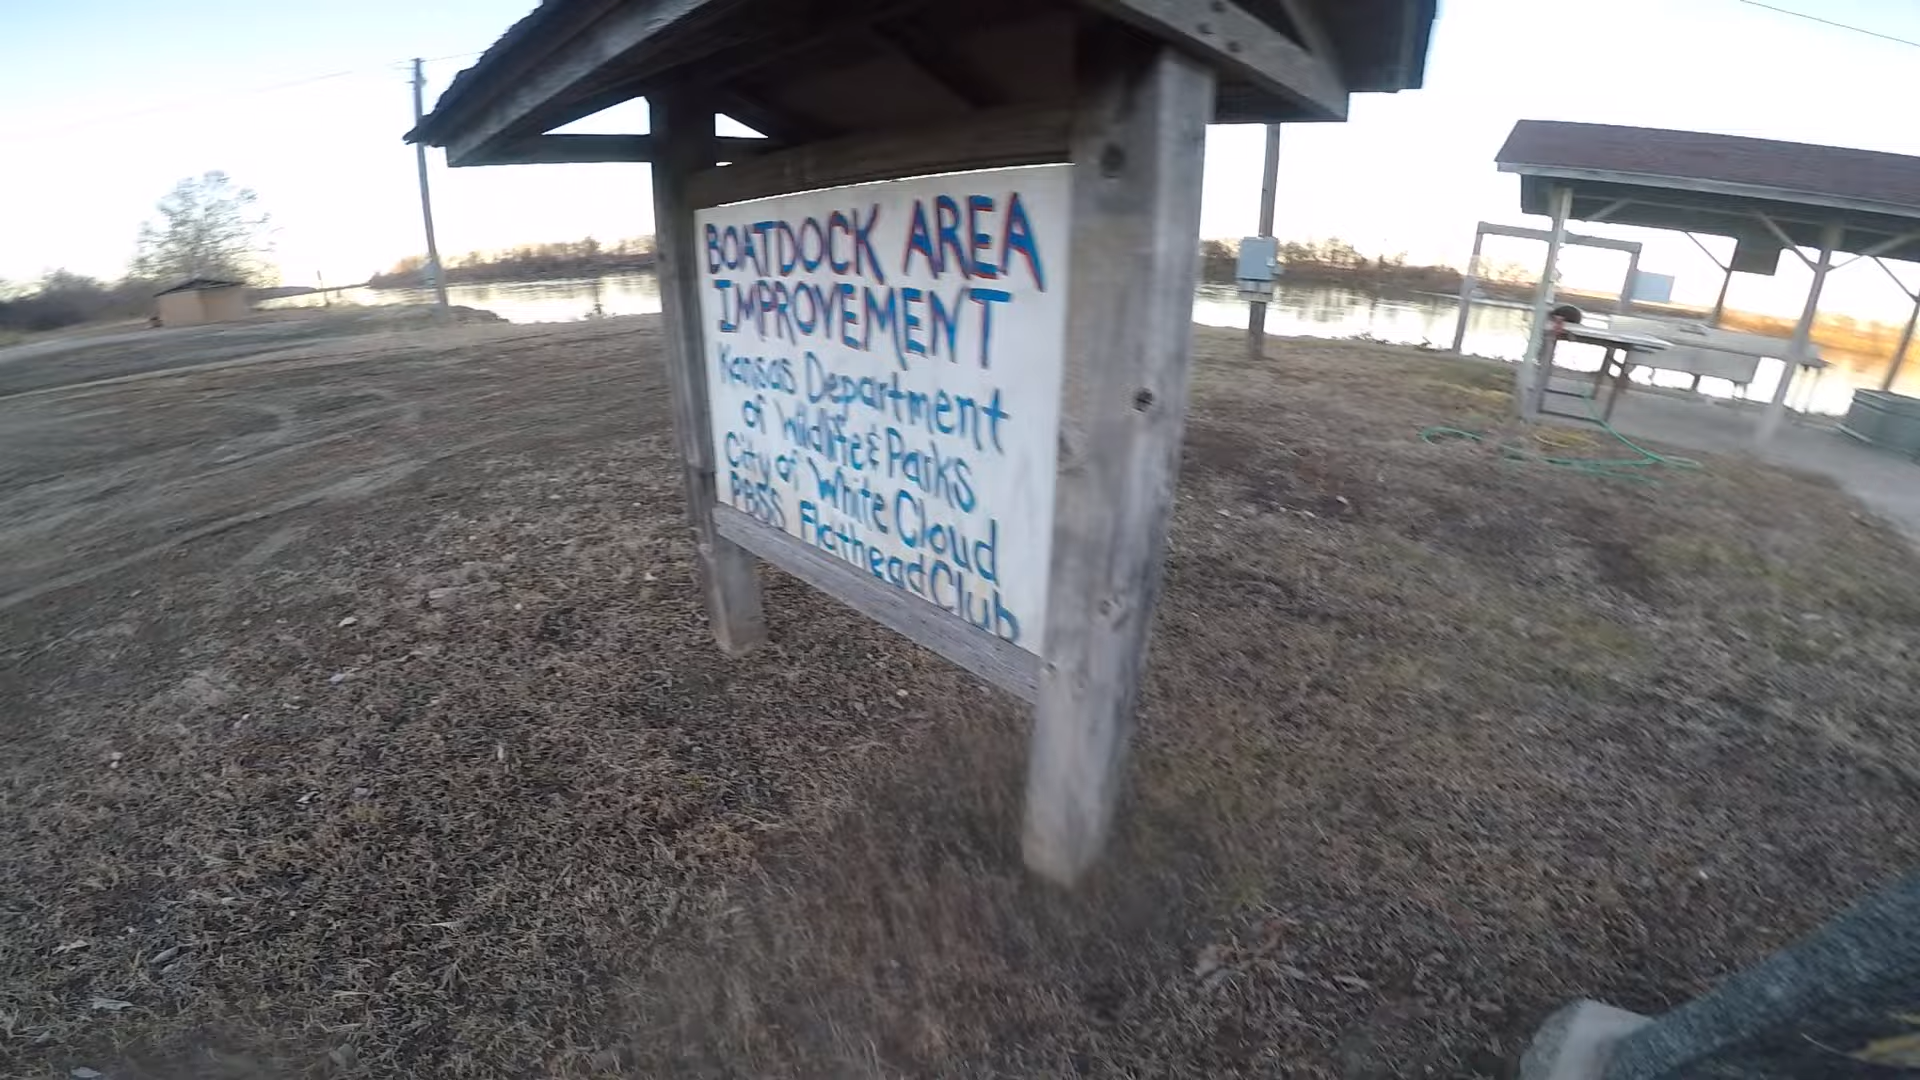 BOATDOCK AREA
IMPROVEMENT
Kansas Department
of Wildlife & Parks
City of White Cloud
PBSS Flathead Club